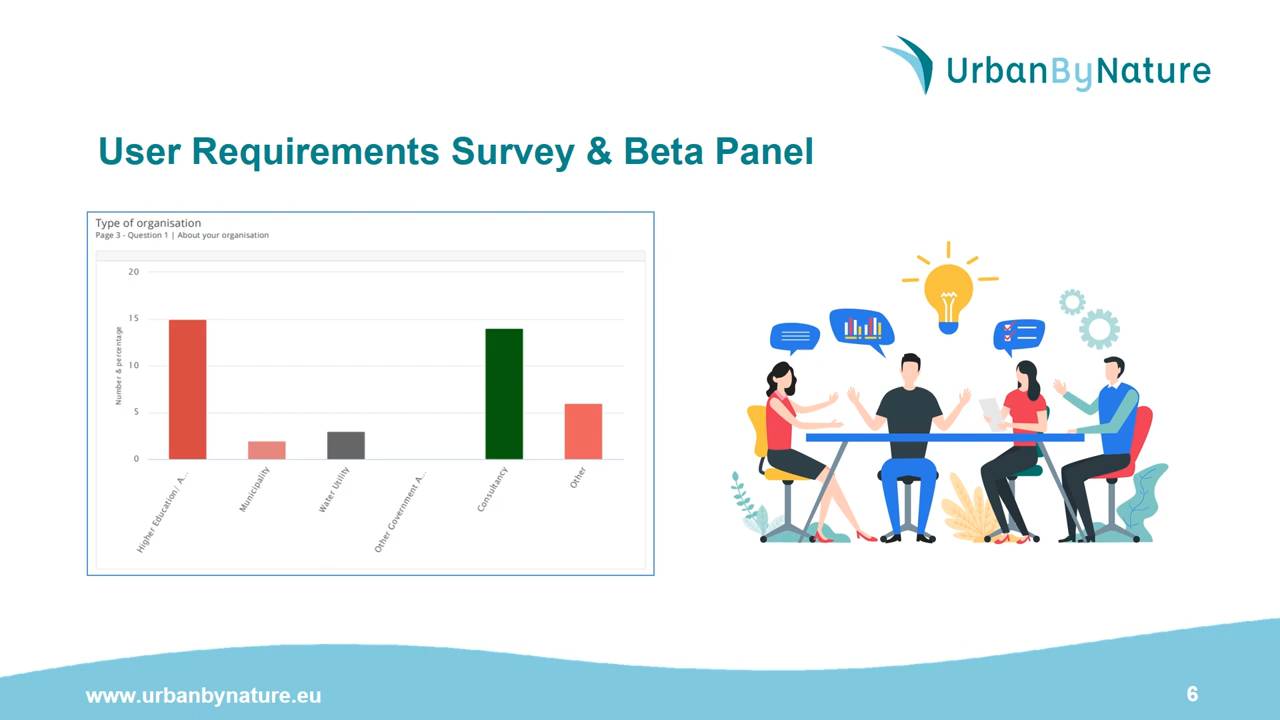 UrbanByNature
User Requirements Survey & Beta Panel
Type of organisation
Page 3 - Question 1 | About your organisation
Number & percentage
20
15
10
5
0
Higher Education/ A...
Municipality
Water Utility
Other Government A...
Consultancy
Other
www.urbanbynature.eu
6